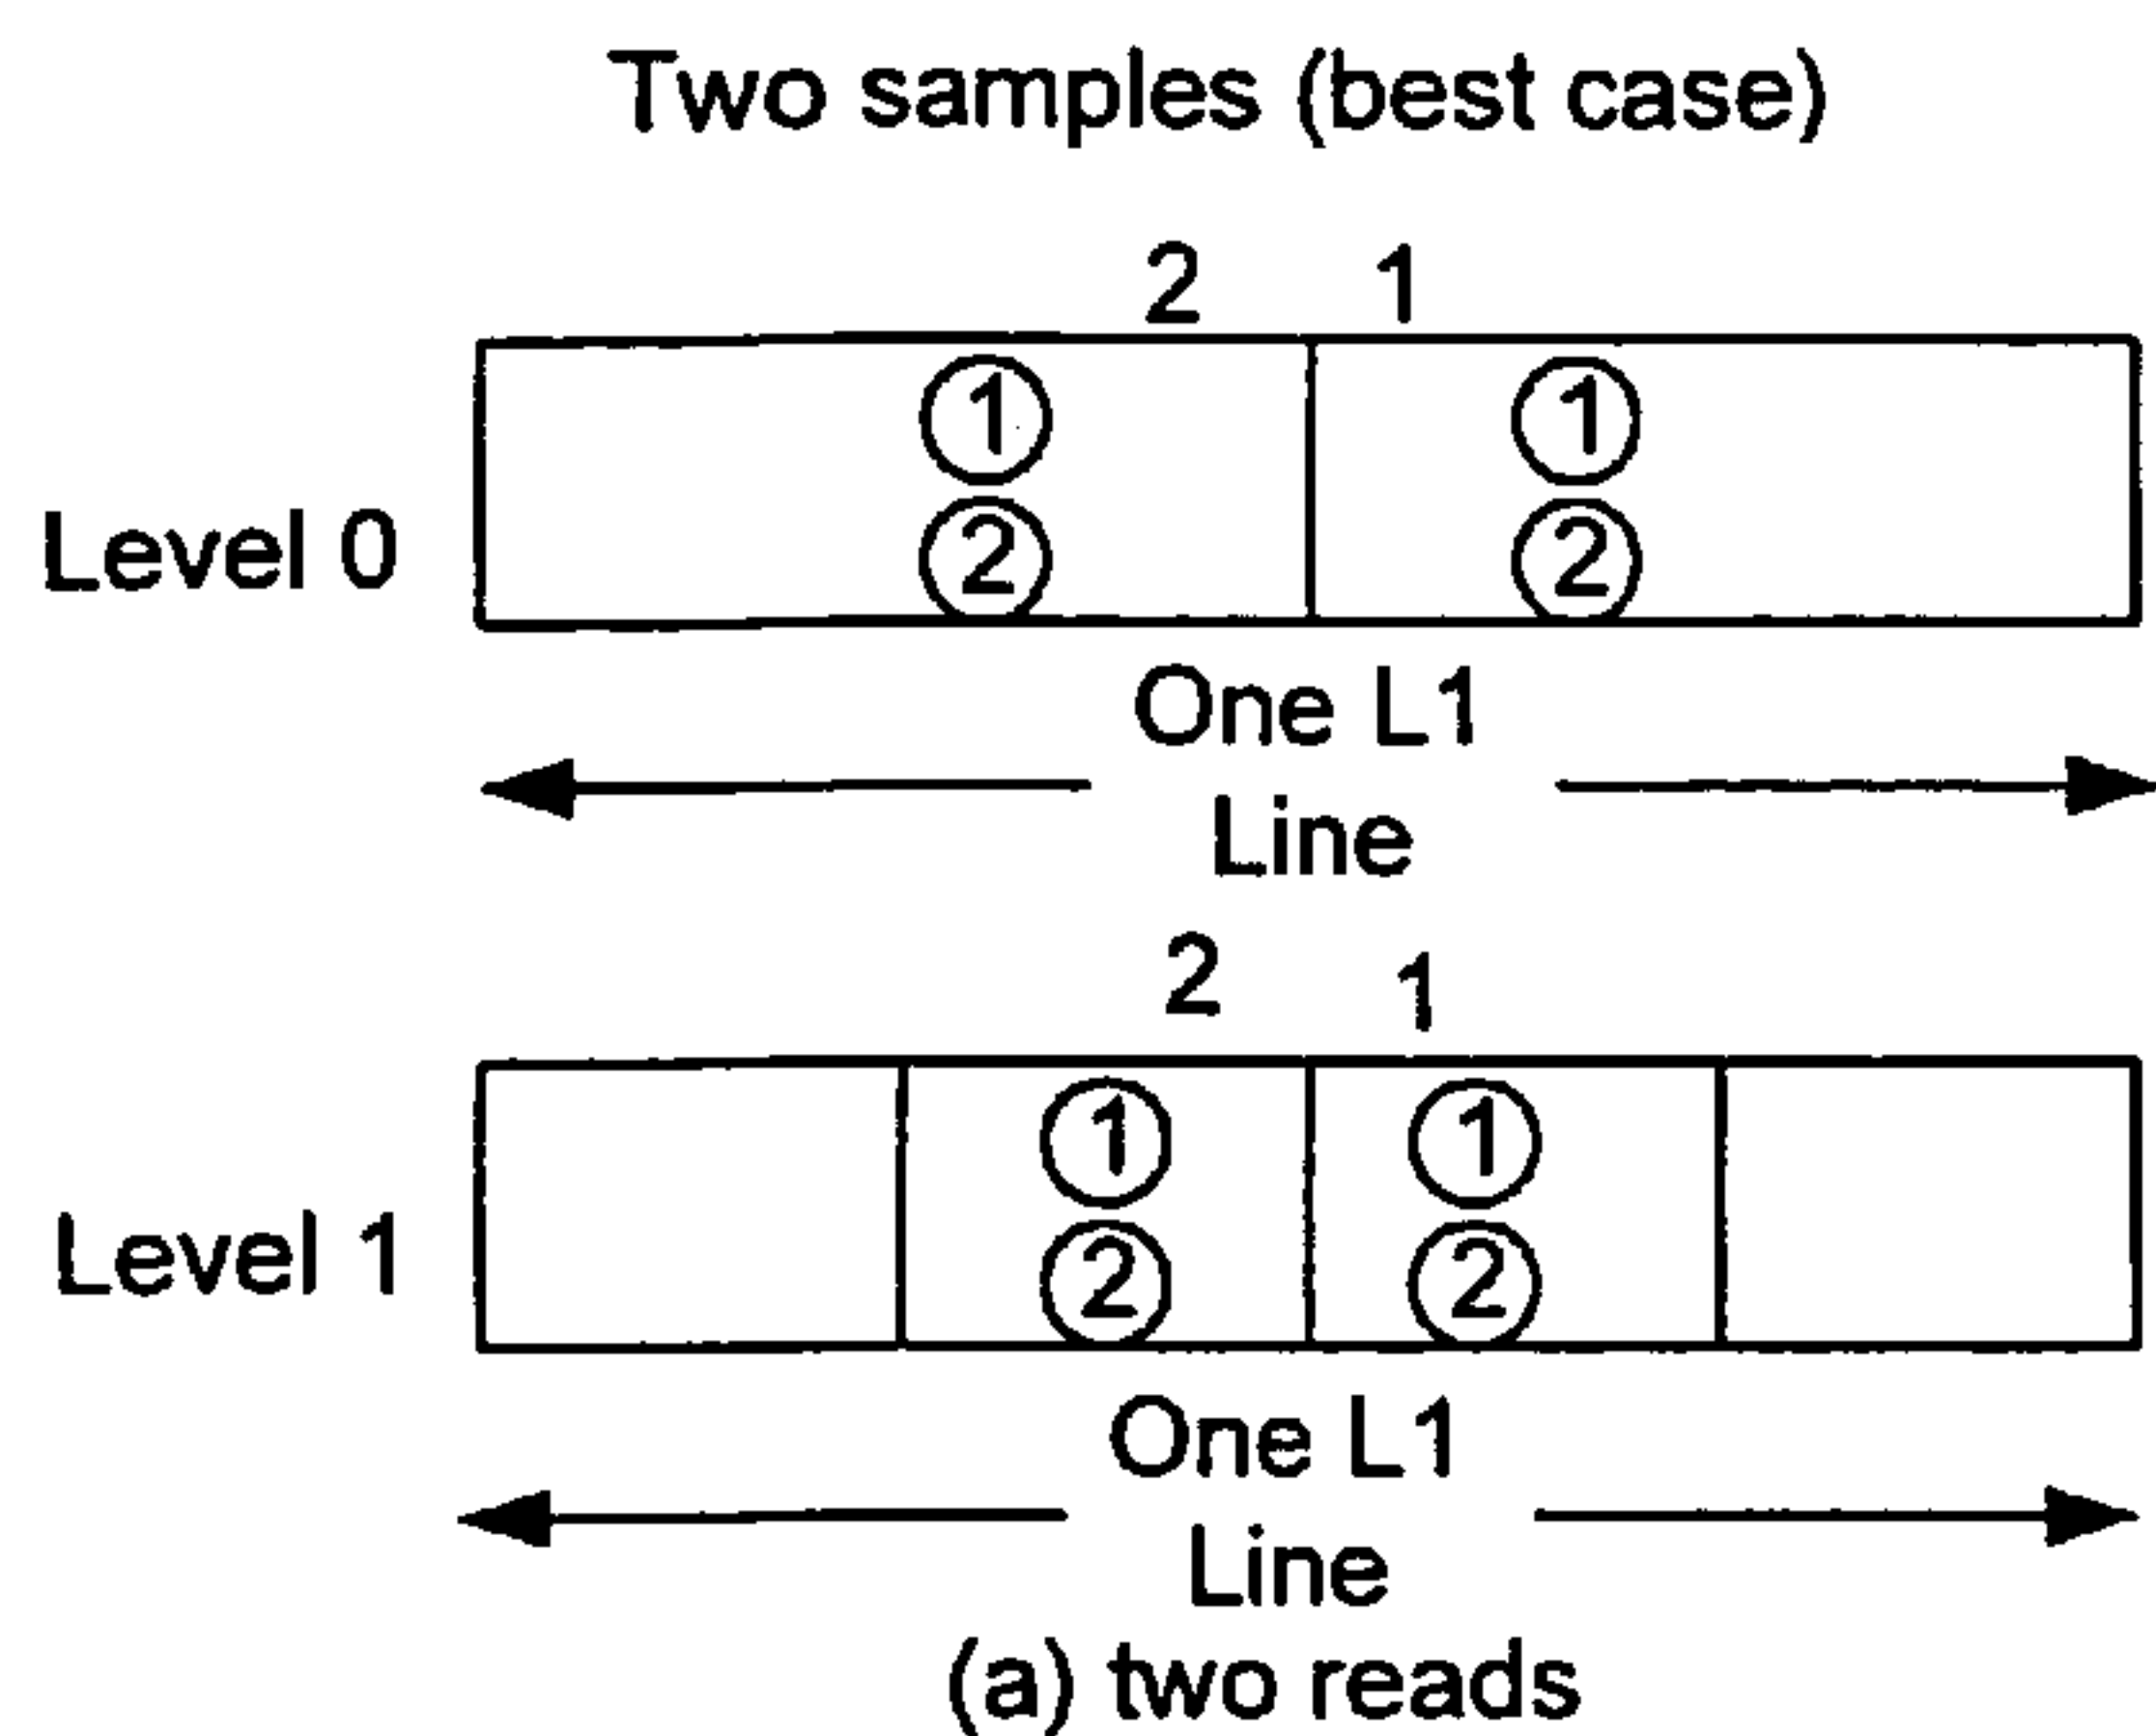 Two samples (best case)
2 1
1 1
Level 0
2 2
One L1
Line
2 1
1 1
Level 1
2 2
One L1
Line
(a) two reads